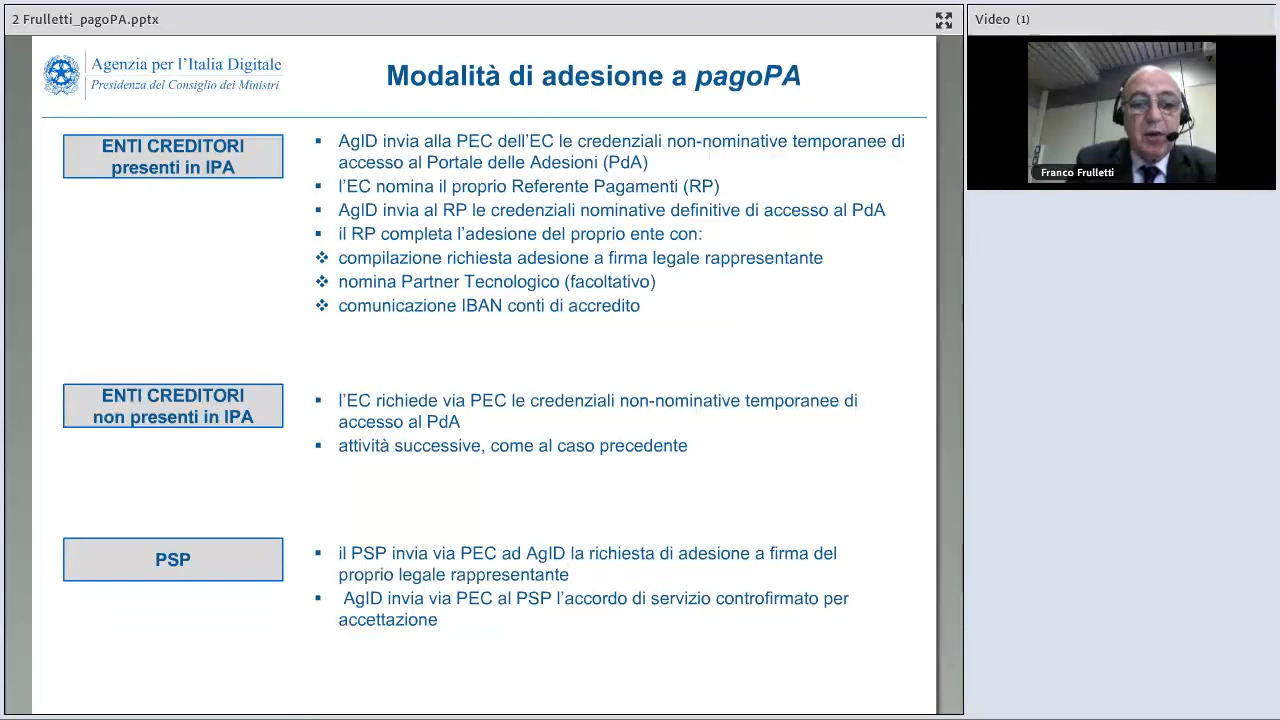 2 Frulletti_pagoPA.pptx
Video (1)
Agenzia per l'Italia Digitale
Presidenza del Consiglio dei Ministri
Modalità di adesione a pagoPA
Franco Frulletti
ENTI CREDITORI
presenti in IPA
▪ AgID invia alla PEC dell'EC le credenziali non-nominative temporanee di
accesso al Portale delle Adesioni (PdA)
▪ l'EC nomina il proprio Referente Pagamenti (RP)
▪ AgID invia al RP le credenziali nominative definitive di accesso al PdA
▪ il RP completa l'adesione del proprio ente con:
❖ compilazione richiesta adesione a firma legale rappresentante
❖ nomina Partner Tecnologico (facoltativo)
❖ comunicazione IBAN conti di accredito
ENTI CREDITORI
non presenti in IPA
▪ l'EC richiede via PEC le credenziali non-nominative temporanee di
accesso al PdA
▪ attività successive, come al caso precedente
PSP
▪ il PSP invia via PEC ad AgID la richiesta di adesione a firma del
proprio legale rappresentante
▪ AgID invia via PEC al PSP l'accordo di servizio controfirmato per
accettazione